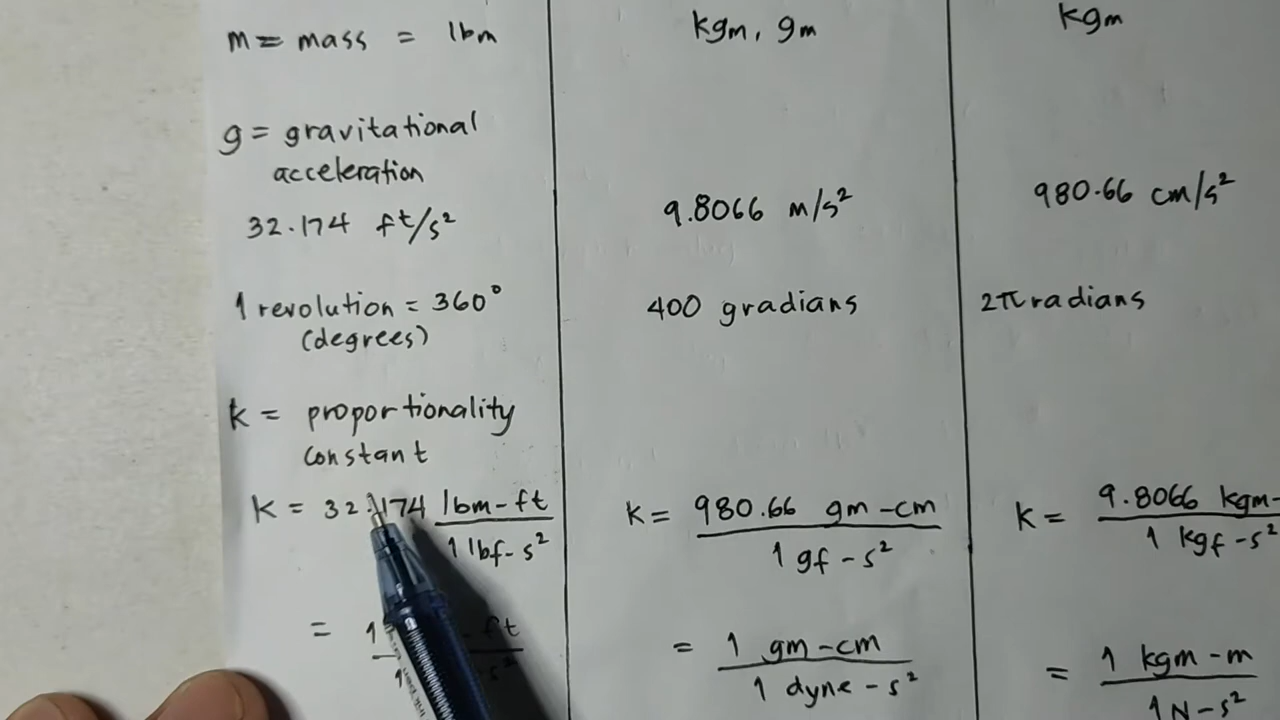 m = mass = lbm
kgm, gm
kgm
g = gravitational
acceleration
32.174 ft/s²
9.8066 m/s²
980.66 cm/s²
1 revolution = 360°
(degrees)
400 gradians
2π radians
k = proportionality
constant
k = 32.174 lbm-ft
1 lbf-s²
k = 980.66 gm-cm
1 gf-s²
k = 9.8066 kgm-
1 kgf-s²
= 1 ft
= 1 gm-cm
1 dyne-s²
= 1 kgm-m
1 N-s²